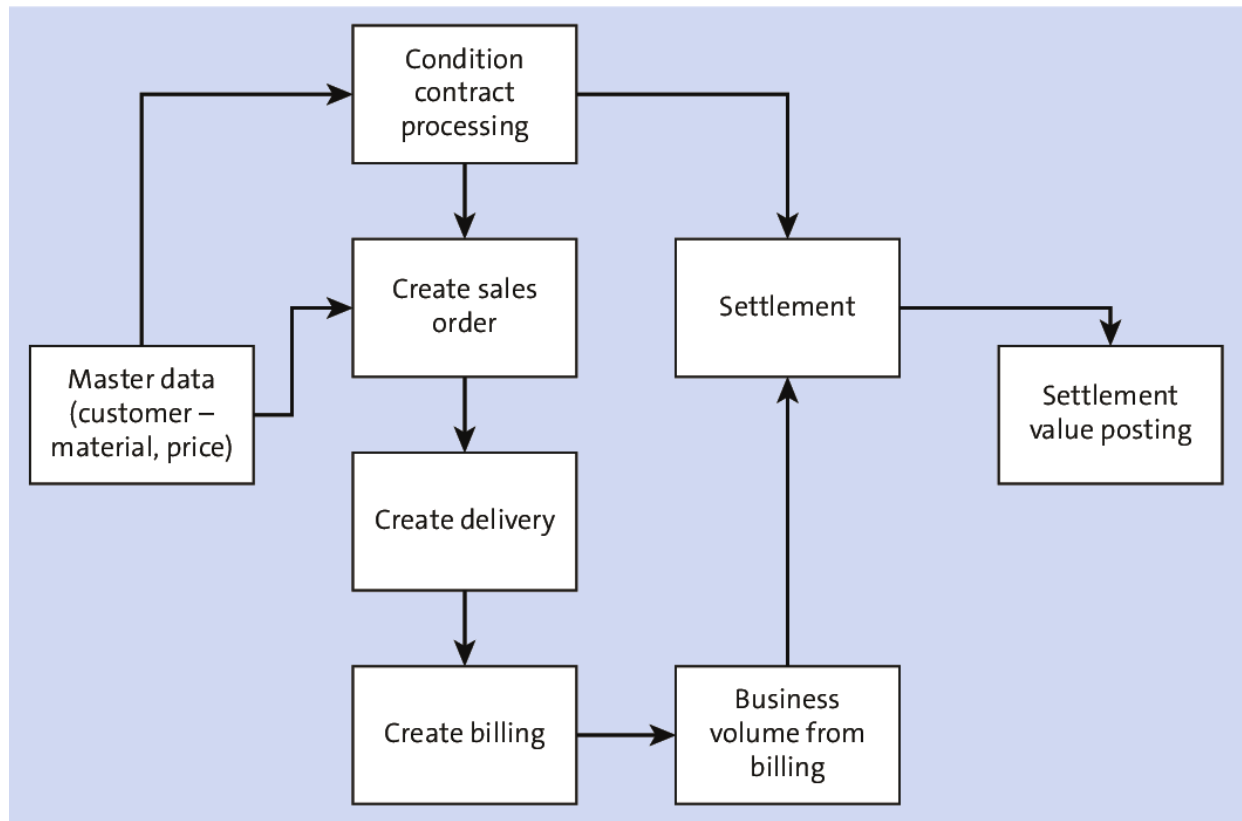 Condition
contract
processing
Create sales
order
Settlement
Master data
(customer –
material, price)
Settlement
value posting
Create delivery
Create billing
Business
volume from
billing